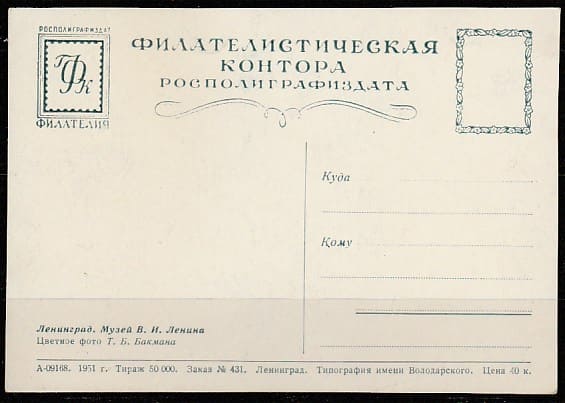 РОСПОЛИГРАФИЗДАТ
ГФК
ФИЛАТЕЛИЯ
ФИЛАТЕЛИСТИЧЕСКАЯ
КОНТОРА
РОСПОЛИГРАФИЗДАТА
Куда
Кому
Ленинград. Музей В. И. Ленина
Цветное фото Т. Б. Бакмана
А-09168. 1951 г. Тираж 50 000. Заказ № 431. Ленинград. Типография имени Володарского. Цена 40 к.